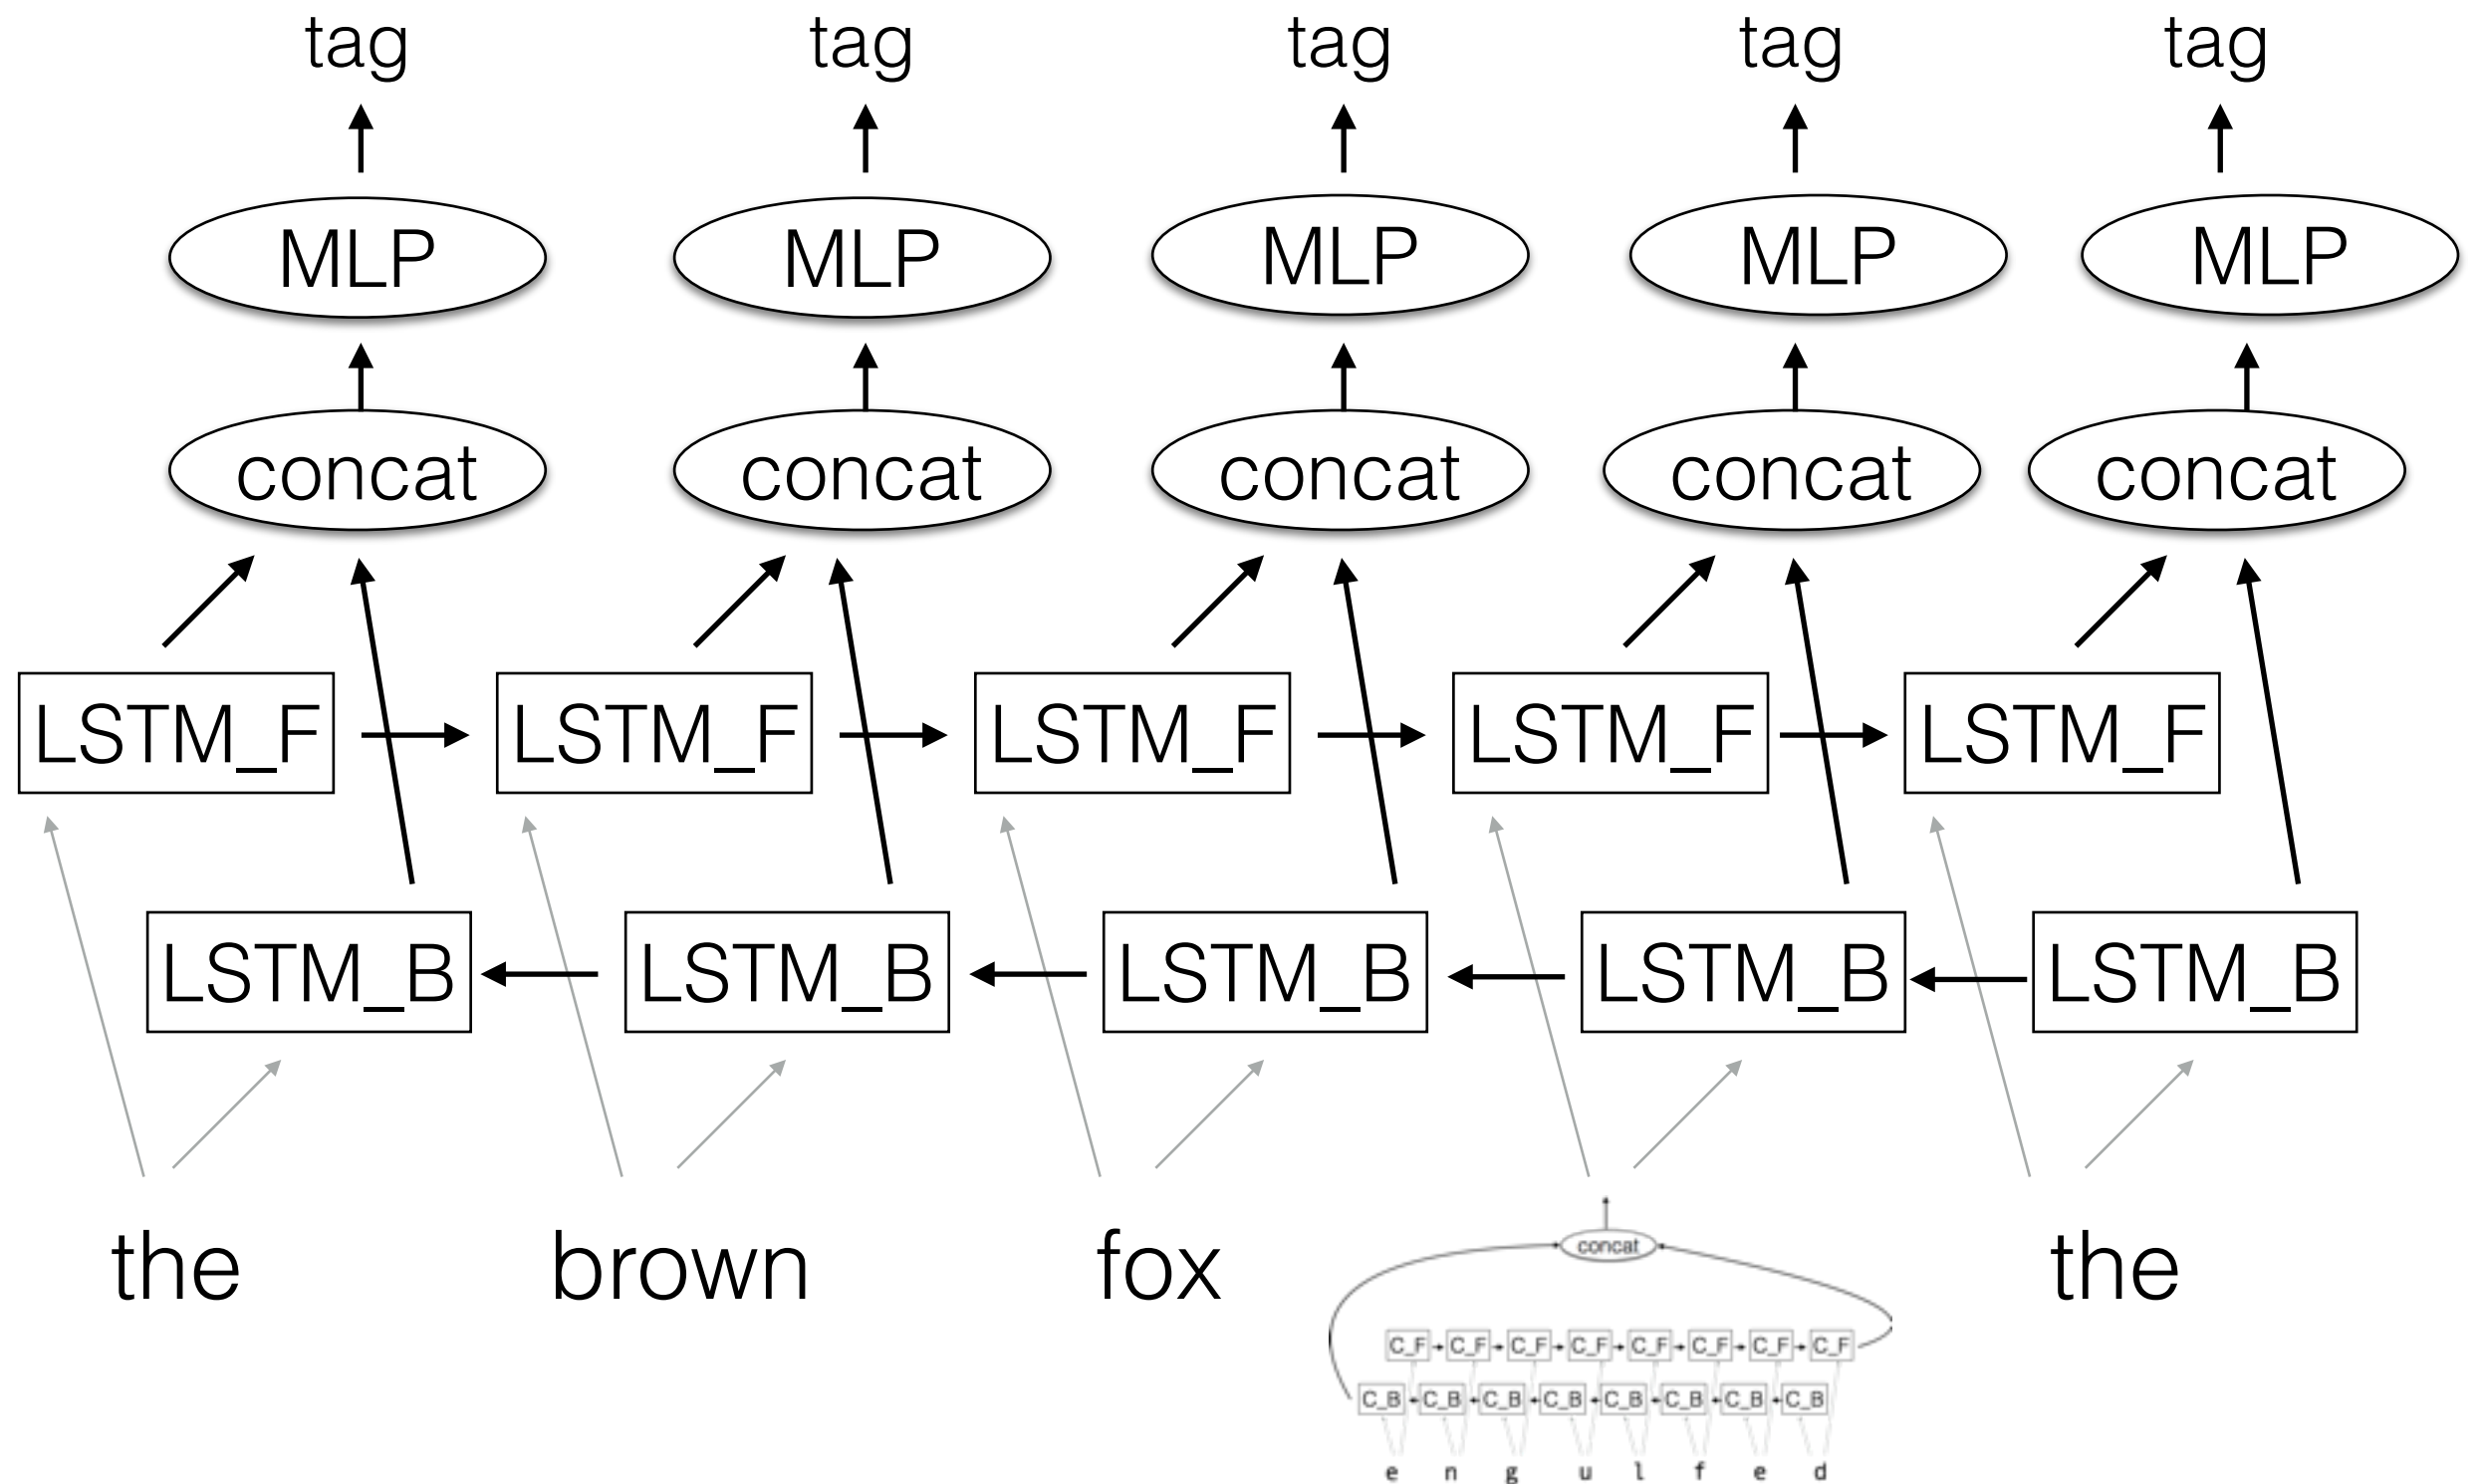 tag tag tag tag tag
MLP MLP MLP MLP MLP
concat concat concat concat concat
LSTM_F LSTM_F LSTM_F LSTM_F LSTM_F
LSTM_B LSTM_B LSTM_B LSTM_B LSTM_B
the brown fox concat the
C_F C_F C_F C_F C_F C_F C_F C_F
C_B C_B C_B C_B C_B C_B C_B C_B
e n g u l f e d